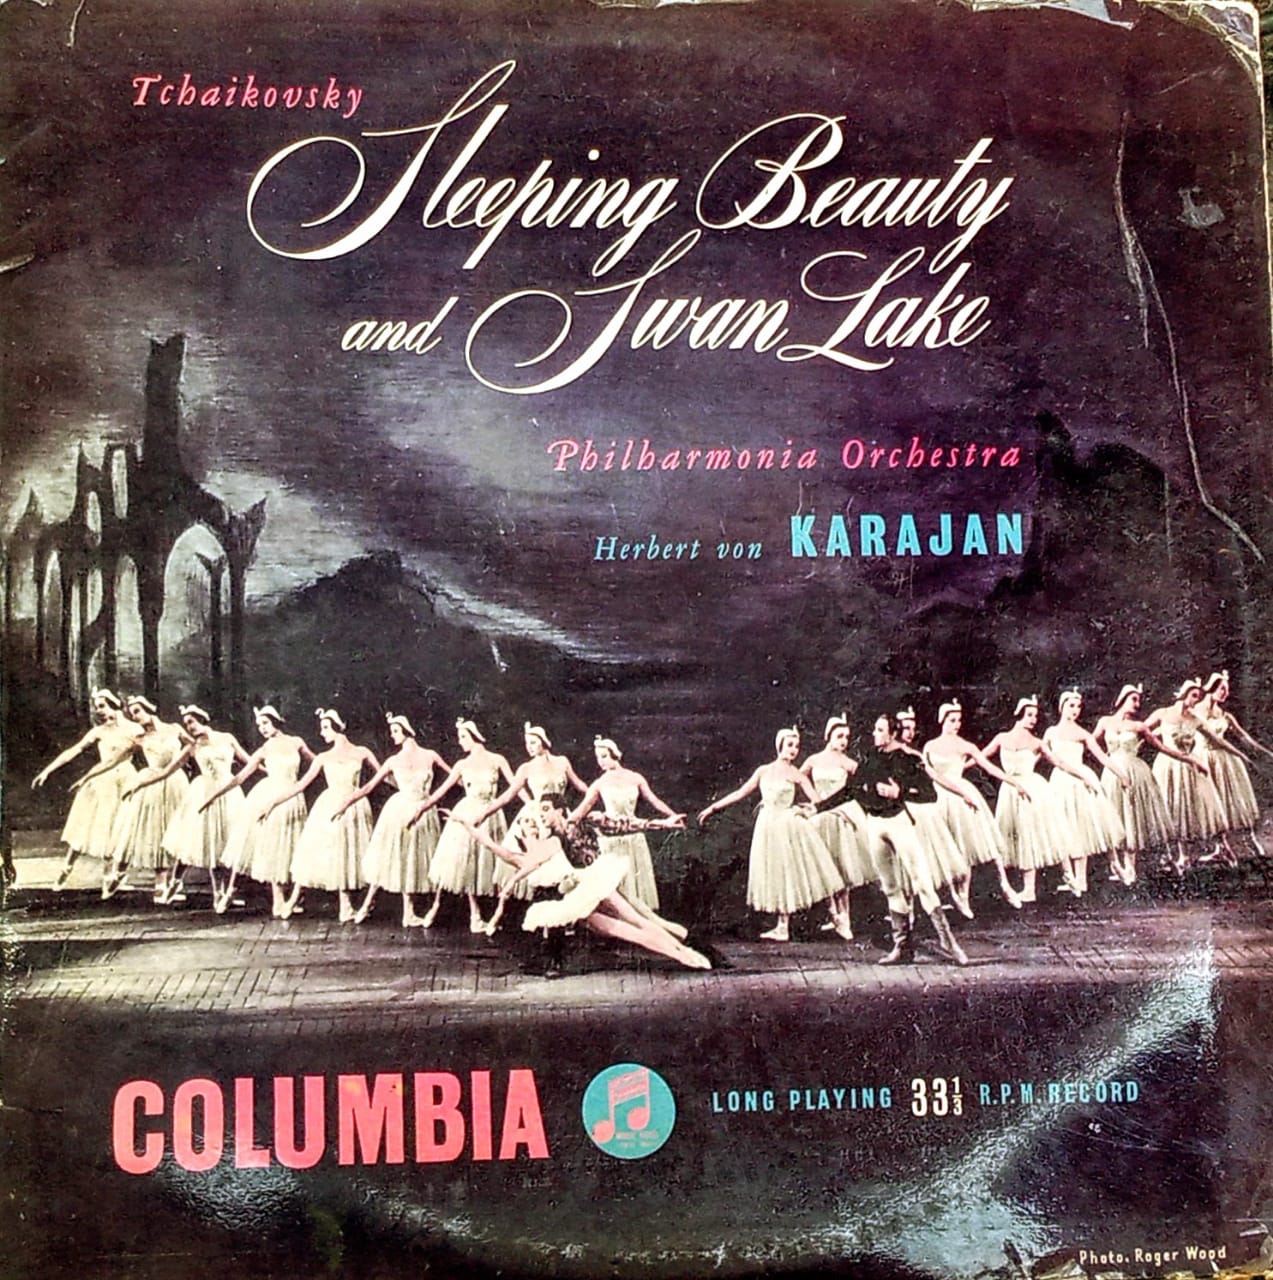 Tchaikovsky
Sleeping Beauty
and Swan Lake
Philharmonia Orchestra
Herbert von KARAJAN
COLUMBIA
LONG PLAYING 33⅓ R.P.M. RECORD
Photo. Roger Wood